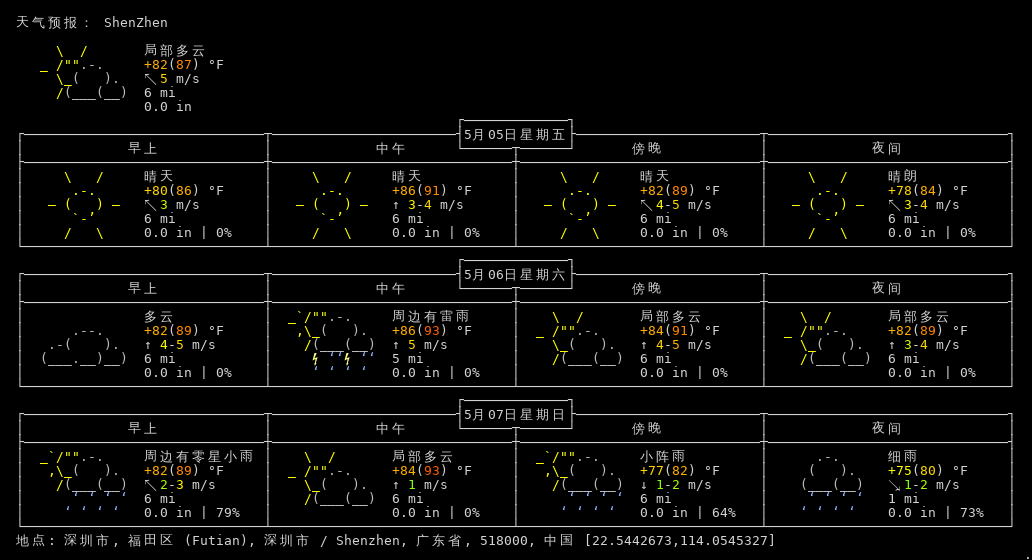 天气预报： ShenZhen
局部多云
+82(87) °F
↖5 m/s
6 mi
0.0 in
5月05日星期五
早上 中午 傍晚 夜间
晴天 晴天 晴天 晴朗
+80(86) °F +86(91) °F +82(89) °F +78(84) °F
↖3 m/s ↑ 3-4 m/s ↖4-5 m/s ↖3-4 m/s
6 mi 6 mi 6 mi 6 mi
0.0 in | 0% 0.0 in | 0% 0.0 in | 0% 0.0 in | 0%
5月06日星期六
早上 中午 傍晚 夜间
多云 周边有雷雨 局部多云 局部多云
+82(89) °F +86(93) °F +84(91) °F +82(89) °F
↑ 4-5 m/s ↑ 5 m/s ↑ 4-5 m/s ↑ 3-4 m/s
6 mi 5 mi 6 mi 6 mi
0.0 in | 0% 0.0 in | 0% 0.0 in | 0% 0.0 in | 0%
5月07日星期日
早上 中午 傍晚 夜间
周边有零星小雨 局部多云 小阵雨 细雨
+82(89) °F +84(93) °F +77(82) °F +75(80) °F
↖2-3 m/s ↑ 1 m/s ↓ 1-2 m/s ↘1-2 m/s
6 mi 6 mi 6 mi 1 mi
0.0 in | 79% 0.0 in | 0% 0.0 in | 64% 0.0 in | 73%
地点: 深圳市, 福田区 (Futian), 深圳市 / Shenzhen, 广东省, 518000, 中国 [22.5442673,114.0545327]